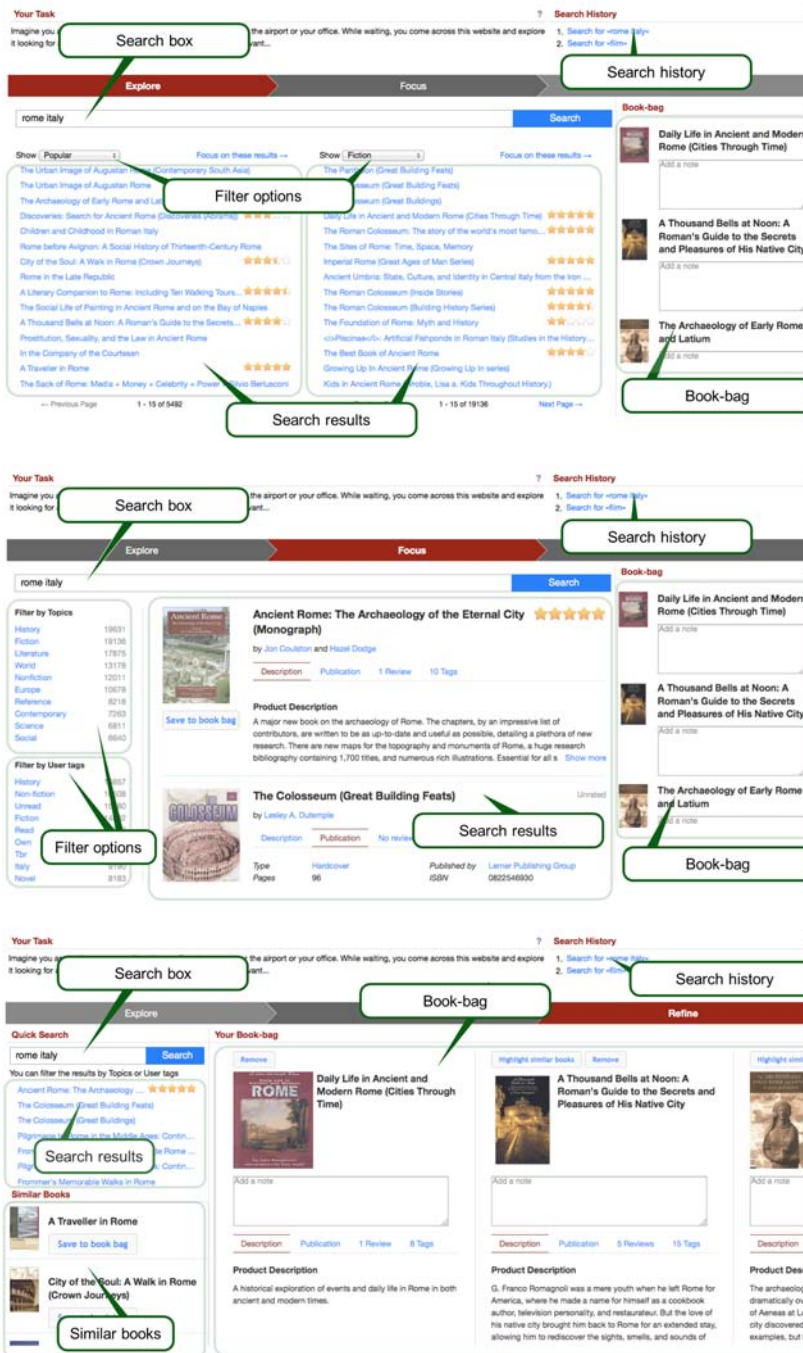 Your Task
?
Search History
Imagine you
the airport or your office. While waiting, you come across this website and explore
it looking for
vant...
1. Search for «rome italy»
2. Search for «film»
Search box
Search history
Explore
Focus
rome italy
Search
Book-bag
Show Popular
Focus on these results →
Show Fiction
Focus on these results →
Filter options
The Urban Image of Augustan Rome (Contemporary South Asia)
The Urban Image of Augustan Rome
The Archaeology of Early Rome and Lat
Discoveries: Search for Ancient Rome (Discoveries (Abrams))
Children and Childhood in Roman Italy
Rome before Avignon: A Social History of Thirteenth-Century Rome
City of the Soul: A Walk in Rome (Crown Journeys)
Rome in the Late Republic
A Literary Companion to Rome: Including Ten Walking Tours...
The Social Life of Painting in Ancient Rome and on the Bay of Naples
A Thousand Bells at Noon: A Roman's Guide to the Secrets...
Prostitution, Sexuality, and the Law in Ancient Rome
In the Company of the Courtesan
A Traveller in Rome
The Sack of Rome: Media + Money + Celebrity + Power = Silvio Berlusconi
← Previous Page
1 - 15 of 5492
The Pantheon (Great Building Feats)
Colosseum (Great Building Feats)
Colosseum (Great Buildings)
Daily Life in Ancient and Modern Rome (Cities Through Time)
The Roman Colosseum: The story of the world's most famo...
The Sites of Rome: Time, Space, Memory
Imperial Rome (Great Ages of Man Series)
Ancient Umbria: State, Culture, and Identity in Central Italy from the Iron ...
The Roman Colosseum (Inside Stories)
The Roman Colosseum (Building History Series)
The Foundation of Rome: Myth and History
<i>Piscinae</i>: Artificial Fishponds in Roman Italy (Studies in the History...
The Best Book of Ancient Rome
Growing Up In Ancient Rome (Growing Up In series)
Kids in Ancient Rome (Wroble, Lisa a. Kids Throughout History.)
1 - 15 of 19136
Next Page →
Search results
Daily Life in Ancient and Modern
Rome (Cities Through Time)
Add a note
A Thousand Bells at Noon: A
Roman's Guide to the Secrets
and Pleasures of His Native City
Add a note
The Archaeology of Early Rome
and Latium
Add a note
Book-bag
Your Task
?
Search History
Imagine you
the airport or your office. While waiting, you come across this website and explore
it looking for
vant...
1. Search for «rome italy»
2. Search for «film»
Search box
Search history
Explore
Focus
rome italy
Search
Book-bag
Filter by Topics
History 19631
Fiction 19136
Literature 17875
World 13178
Nonfiction 12011
Europe 10678
Reference 8218
Contemporary 7263
Science 6811
Social 6640
Filter by User tags
History
Non-fiction
Unread
Fiction
Read
Own
Tbr
Italy 8190
Novel 8183
Filter options
Ancient Rome: The Archaeology of the Eternal City
(Monograph)
by Jon Coulston and Hazel Dodge
Description Publication 1 Review 10 Tags
Save to book bag
Product Description
A major new book on the archaeology of Rome. The chapters, by an impressive list of
contributors, are written to be as up-to-date and useful as possible, detailing a plethora of new
research. There are new maps for the topography and monuments of Rome, a huge research
bibliography containing 1,700 titles, and numerous rich illustrations. Essential for all s Show more
COLOSSEUM
The Colosseum (Great Building Feats)
Unrated
by Lesley A. Dutemple
Description Publication No review
Search results
Type Hardcover Published by Lerner Publishing Group
Pages 96 ISBN 0822546930
Daily Life in Ancient and Modern
Rome (Cities Through Time)
Add a note
A Thousand Bells at Noon: A
Roman's Guide to the Secrets
and Pleasures of His Native City
Add a note
The Archaeology of Early Rome
and Latium
Add a note
Book-bag
Your Task
?
Search History
Imagine you
the airport or your office. While waiting, you come across this website and explore
it looking for
vant...
1. Search for «rome italy»
2. Search for «film»
Search box
Book-bag
Search history
Explore
Refine
Quick Search
rome italy
Search
You can filter the results by Topics or User tags
Ancient Rome: The Archaeology ...
The Colosseum (Great Building Feats)
The Colosseum (Great Buildings)
Pilgrimage to Rome in the Middle Ages: Contin...
Rome ...
Contin...
Frommer's Memorable Walks in Rome
Search results
Similar Books
A Traveller in Rome
Save to book bag
City of the Soul: A Walk in Rome
(Crown Journeys)
Similar books
Your Book-bag
Remove
ROME
Daily Life in Ancient and
Modern Rome (Cities Through
Time)
Add a note
Description Publication 1 Review 8 Tags
Product Description
A historical exploration of events and daily life in Rome in both
ancient and modern times.
Highlight similar books Remove
A Thousand Bells at Noon: A
Roman's Guide to the Secrets and
Pleasures of His Native City
Add a note
Description Publication 5 Reviews 15 Tags
Product Description
G. Franco Romagnoli was a mere youth when he left Rome for
America, where he made a name for himself as a cookbook
author, television personality, and restaurateur. But the love of
his native city brought him back to Rome for an extended stay,
allowing him to rediscover the sights, smells, and sounds of
Highlight simil
Add a note
Description
Product Des
The archaeolog
dramatically ov
of Aeneas at L
city discovered
examples, but